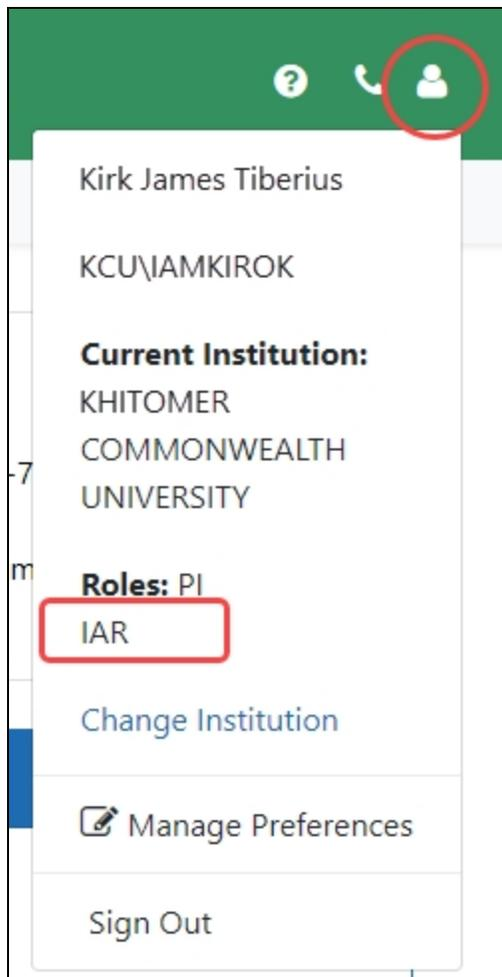 Kirk James Tiberius
KCU\IAMKIROK
Current Institution:
KHITOMER
COMMONWEALTH
UNIVERSITY
-7
m
Roles: PI
IAR
Change Institution
Manage Preferences
Sign Out